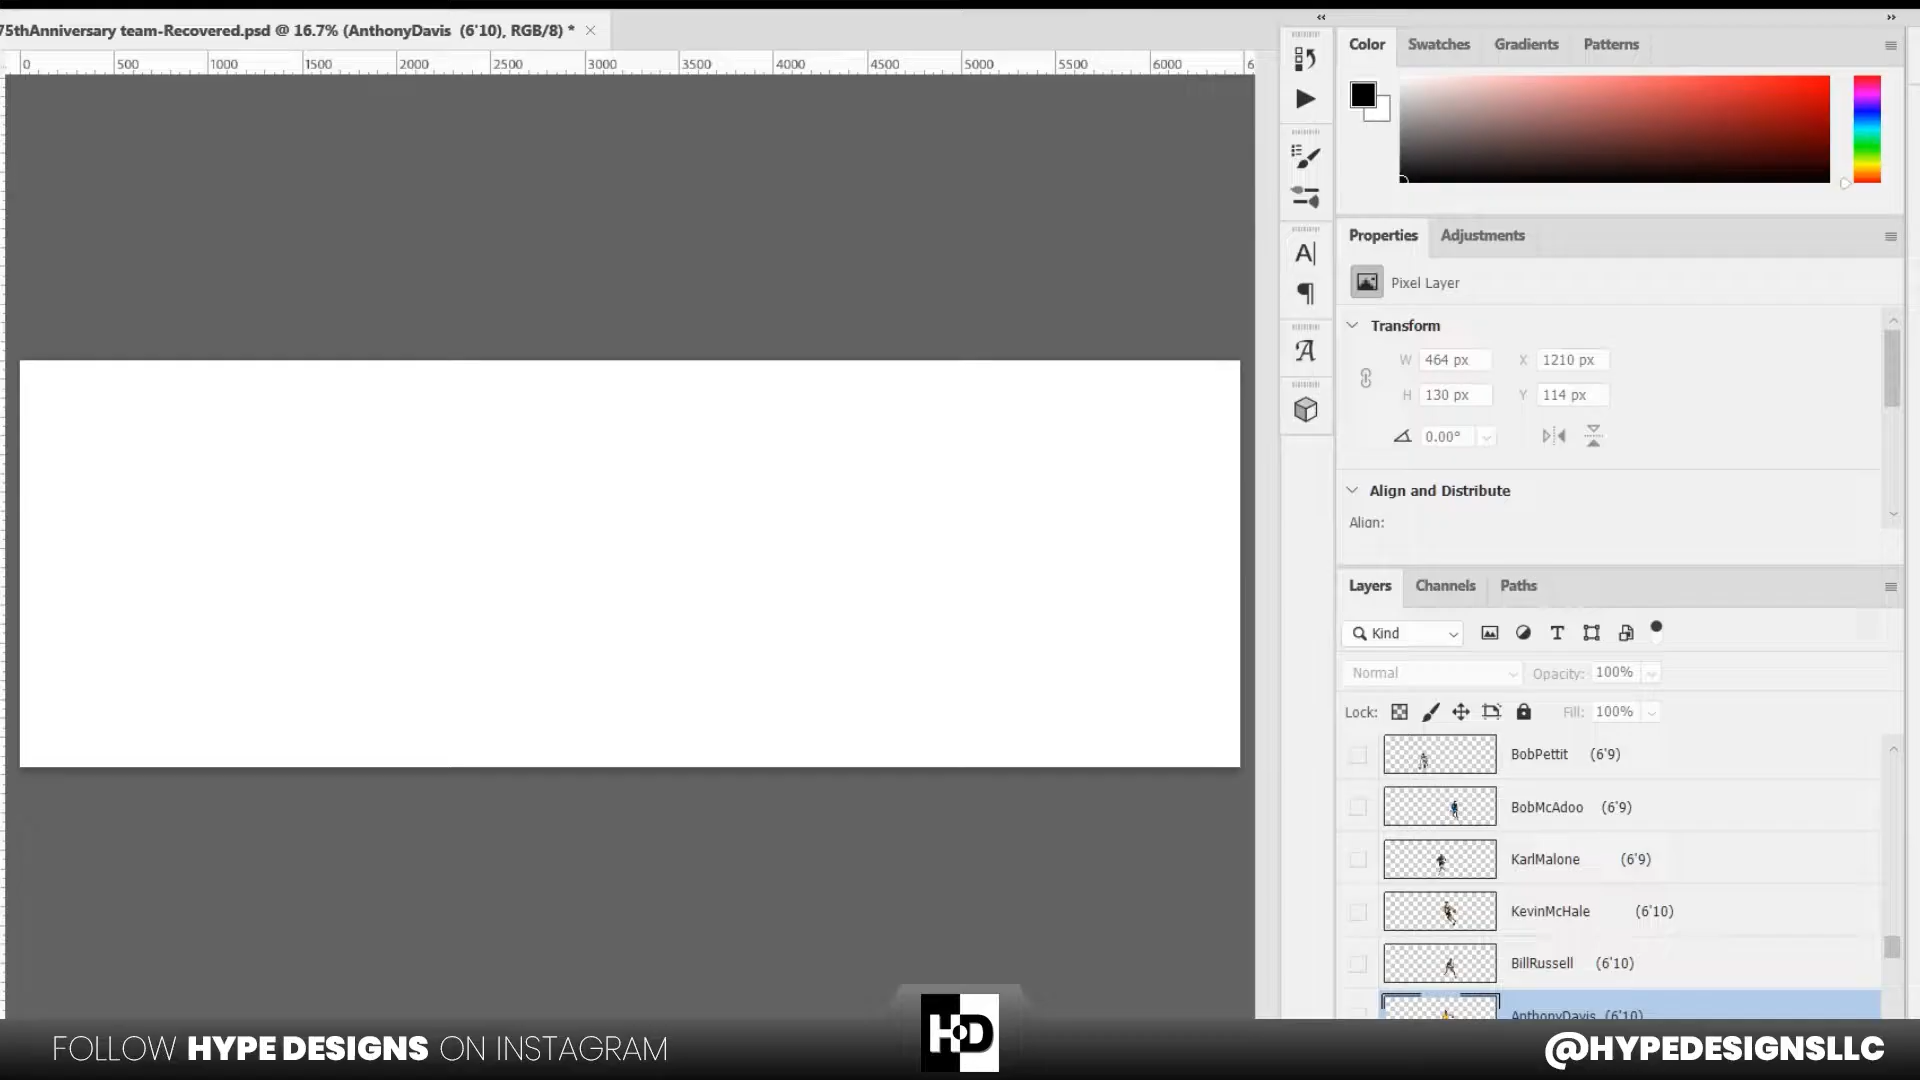 75thAnniversary team-Recovered.psd @ 16.7% (AnthonyDavis (6'10), RGB/8) *
0 500 1000 1500 2000 2500 3000 3500 4000 4500 5000 5500 6000 6
Color Swatches Gradients Patterns
Properties Adjustments
Pixel Layer
Transform
W 464 px X 1210 px
H 130 px Y 114 px
0.00°
Align and Distribute
Align:
Layers Channels Paths
Kind
Normal Opacity: 100%
Lock: Fill: 100%
BobPettit (6'9)
BobMcAdoo (6'9)
KarlMalone (6'9)
KevinMcHale (6'10)
BillRussell (6'10)
AnthonyDavis (6'10)
FOLLOW HYPE DESIGNS ON INSTAGRAM
HD
@HYPEDESIGNSLLC